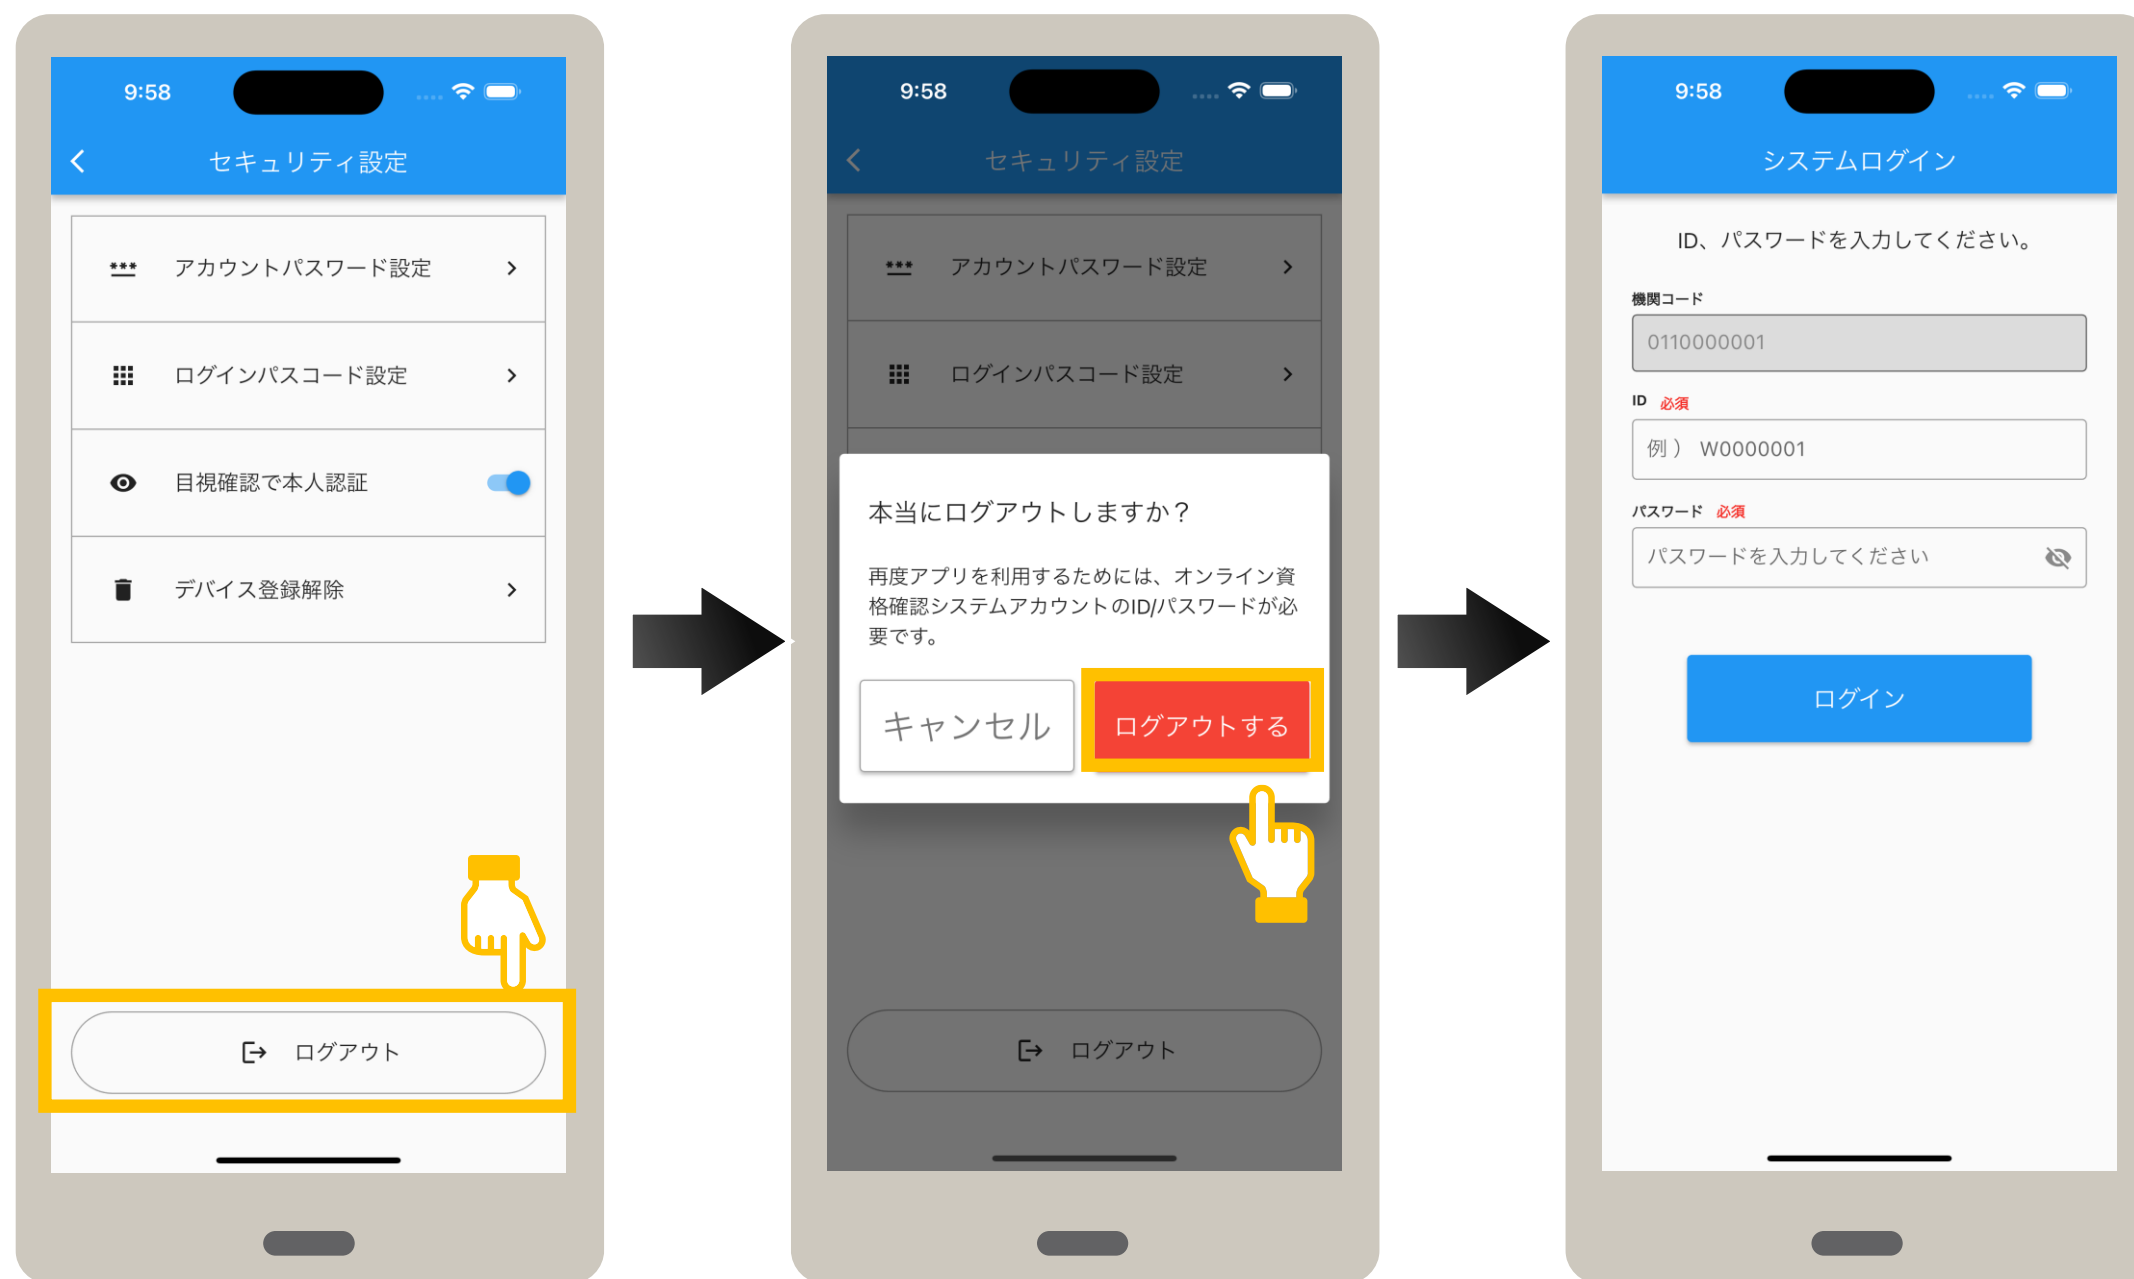 9:58
セキュリティ設定
アカウントパスワード設定
ログインパスコード設定
目視確認で本人認証
デバイス登録解除
ログアウト
9:58
セキュリティ設定
アカウントパスワード設定
ログインパスコード設定
本当にログアウトしますか？
再度アプリを利用するためには、オンライン資
格確認システムアカウントのID/パスワードが必
要です。
キャンセル
ログアウトする
ログアウト
9:58
システムログイン
ID、パスワードを入力してください。
機関コード
0110000001
ID 必須
例） W0000001
パスワード 必須
パスワードを入力してください
ログイン